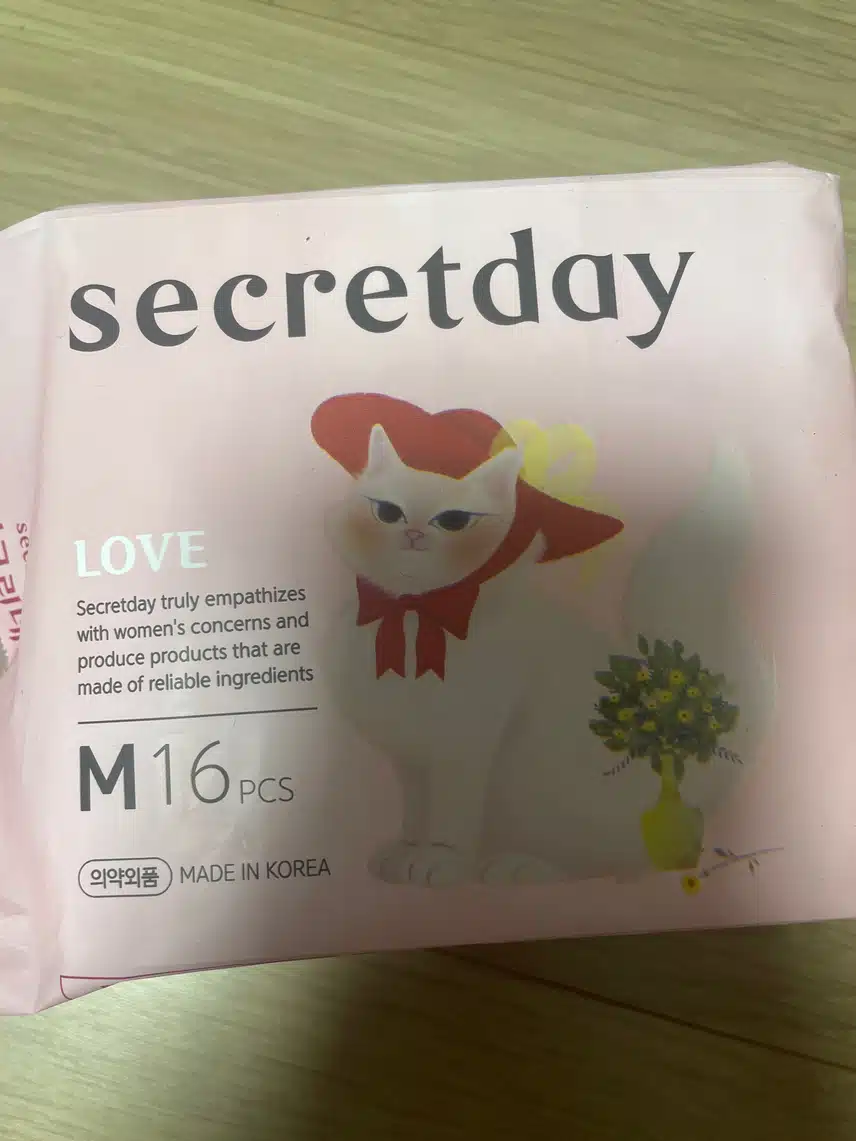 secretday
LOVE
Secretday truly empathizes
with women's concerns and
produce products that are
made of reliable ingredients
M 16 PCS
의약외품 MADE IN KOREA